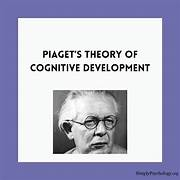 PIAGET'S THEORY OF
COGNITIVE DEVELOPMENT
SimplyPsychology.org